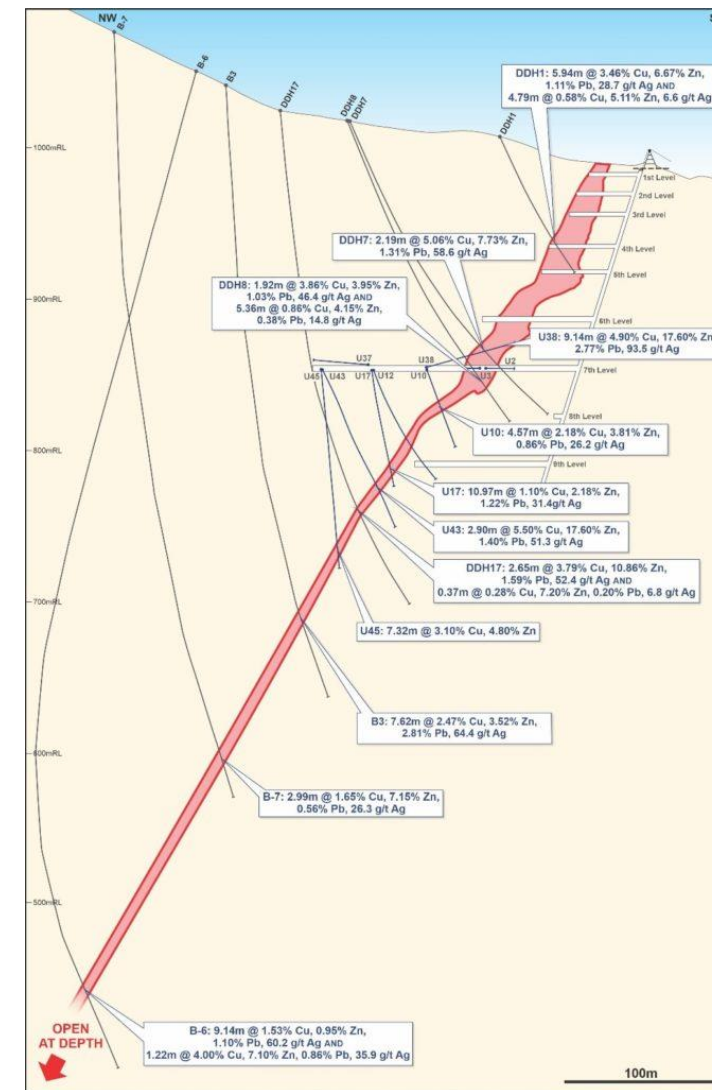 NW
S
B-7
B-6
B3
DDH17
DDH8
DDH7
DDH1
DDH1: 5.94m @ 3.46% Cu, 6.67% Zn,
1.11% Pb, 28.7 g/t Ag AND
4.79m @ 0.58% Cu, 5.11% Zn, 6.6 g/t Ag
1000mRL
1st Level
2nd Level
3rd Level
4th Level
5th Level
DDH7: 2.19m @ 5.06% Cu, 7.73% Zn,
1.31% Pb, 58.6 g/t Ag
DDH8: 1.92m @ 3.86% Cu, 3.95% Zn,
1.03% Pb, 46.4 g/t Ag AND
5.36m @ 0.86% Cu, 4.15% Zn,
0.38% Pb, 14.8 g/t Ag
900mRL
6th Level
U38: 9.14m @ 4.90% Cu, 17.60% Zn
2.77% Pb, 93.5 g/t Ag
U37
U38
U2
U45
U43
U17
U12
U10
U3
7th Level
8th Level
U10: 4.57m @ 2.18% Cu, 3.81% Zn,
0.86% Pb, 26.2 g/t Ag
800mRL
9th Level
U17: 10.97m @ 1.10% Cu, 2.18% Zn,
1.22% Pb, 31.4g/t Ag
U43: 2.90m @ 5.50% Cu, 17.60% Zn,
1.40% Pb, 51.3 g/t Ag
DDH17: 2.65m @ 3.79% Cu, 10.86% Zn,
1.59% Pb, 52.4 g/t Ag AND
0.37m @ 0.28% Cu, 7.20% Zn, 0.20% Pb, 6.8 g/t Ag
700mRL
U45: 7.32m @ 3.10% Cu, 4.80% Zn
B3: 7.62m @ 2.47% Cu, 3.52% Zn,
2.81% Pb, 64.4 g/t Ag
600mRL
B-7: 2.99m @ 1.65% Cu, 7.15% Zn,
0.56% Pb, 26.3 g/t Ag
500mRL
OPEN
AT DEPTH
B-6: 9.14m @ 1.53% Cu, 0.95% Zn,
1.10% Pb, 60.2 g/t Ag AND
1.22m @ 4.00% Cu, 7.10% Zn, 0.86% Pb, 35.9 g/t Ag
100m